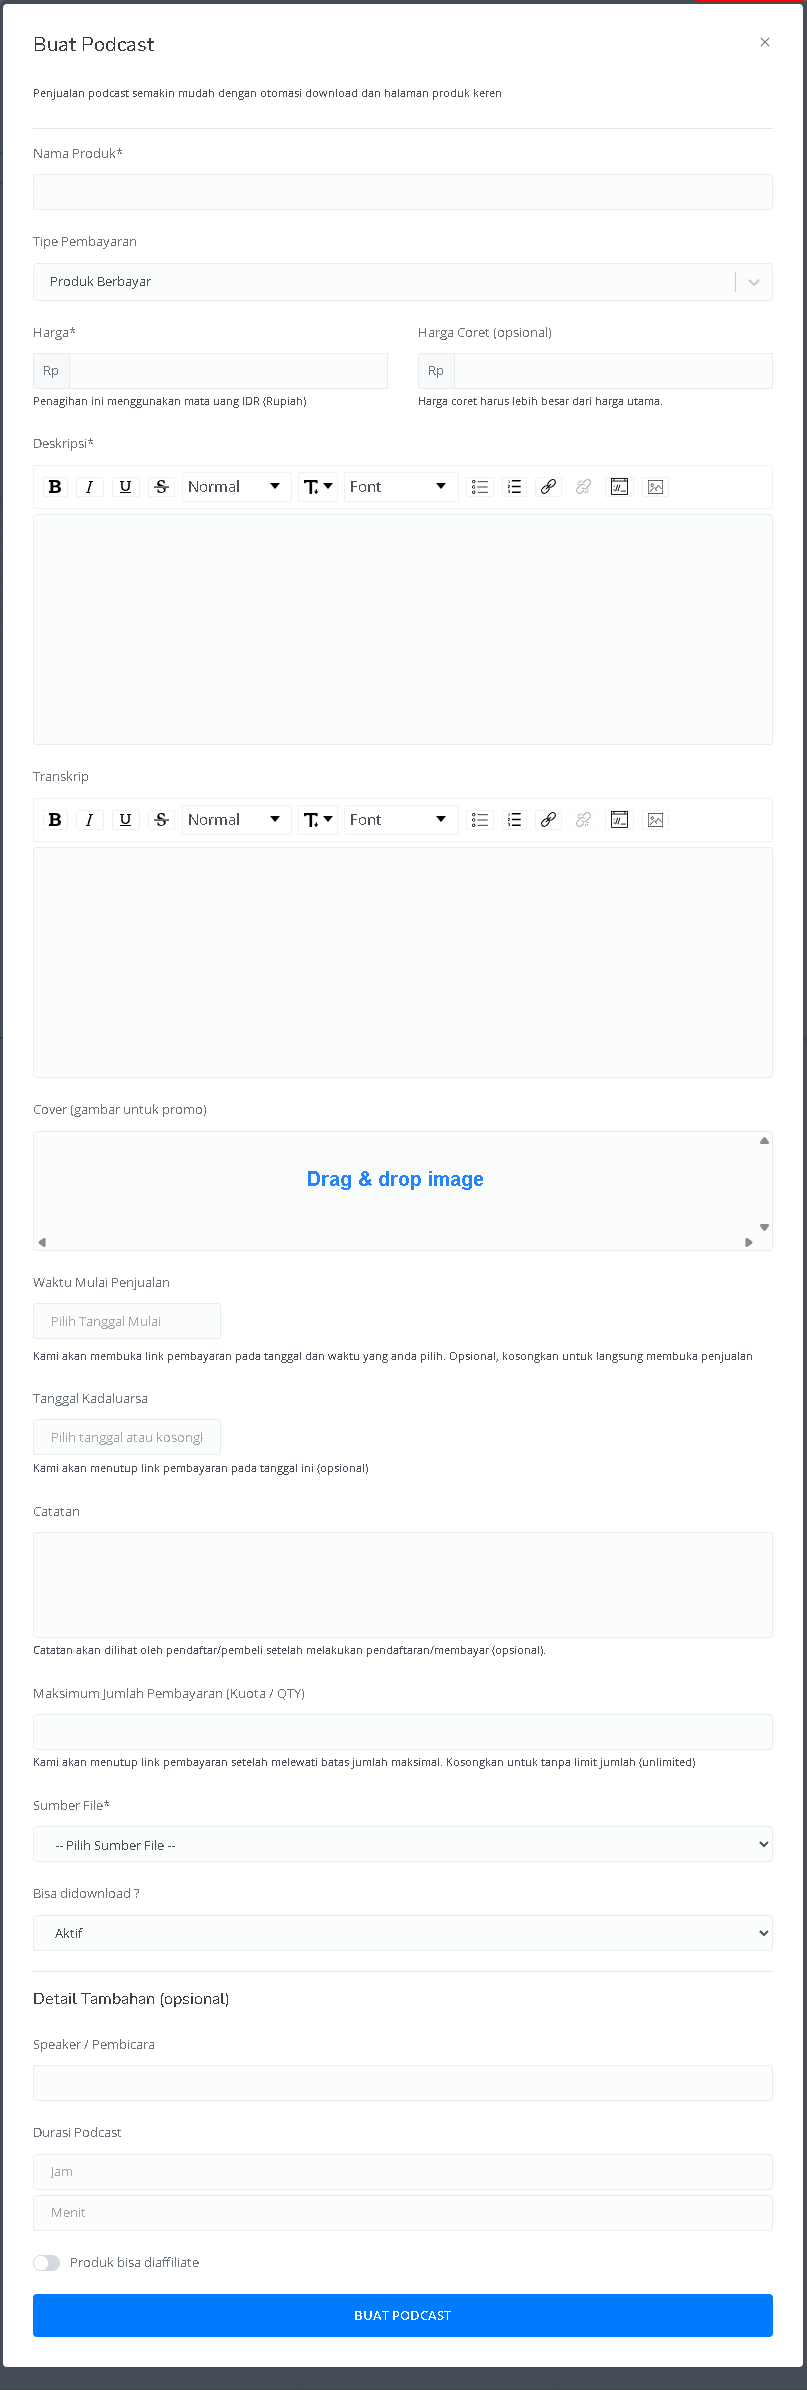 Buat Podcast
×
Penjualan podcast semakin mudah dengan otomasi download dan halaman produk keren
Nama Produk*
Tipe Pembayaran
Produk Berbayar
Harga*
Harga Coret (opsional)
Rp
Rp
Penagihan ini menggunakan mata uang IDR (Rupiah)
Harga coret harus lebih besar dari harga utama.
Deskripsi*
B I U S Normal T Font
Transkrip
B I U S Normal T Font
Cover (gambar untuk promo)
Drag & drop image
Waktu Mulai Penjualan
Pilih Tanggal Mulai
Kami akan membuka link pembayaran pada tanggal dan waktu yang anda pilih. Opsional, kosongkan untuk langsung membuka penjualan
Tanggal Kadaluarsa
Pilih tanggal atau kosongk
Kami akan menutup link pembayaran pada tanggal ini (opsional)
Catatan
Catatan akan dilihat oleh pendaftar/pembeli setelah melakukan pendaftaran/membayar (opsional).
Maksimum Jumlah Pembayaran (Kuota / QTY)
Kami akan menutup link pembayaran setelah melewati batas jumlah maksimal. Kosongkan untuk tanpa limit jumlah (unlimited)
Sumber File*
-- Pilih Sumber File --
Bisa didownload ?
Aktif
Detail Tambahan (opsional)
Speaker / Pembicara
Durasi Podcast
Jam
Menit
Produk bisa diaffiliate
BUAT PODCAST